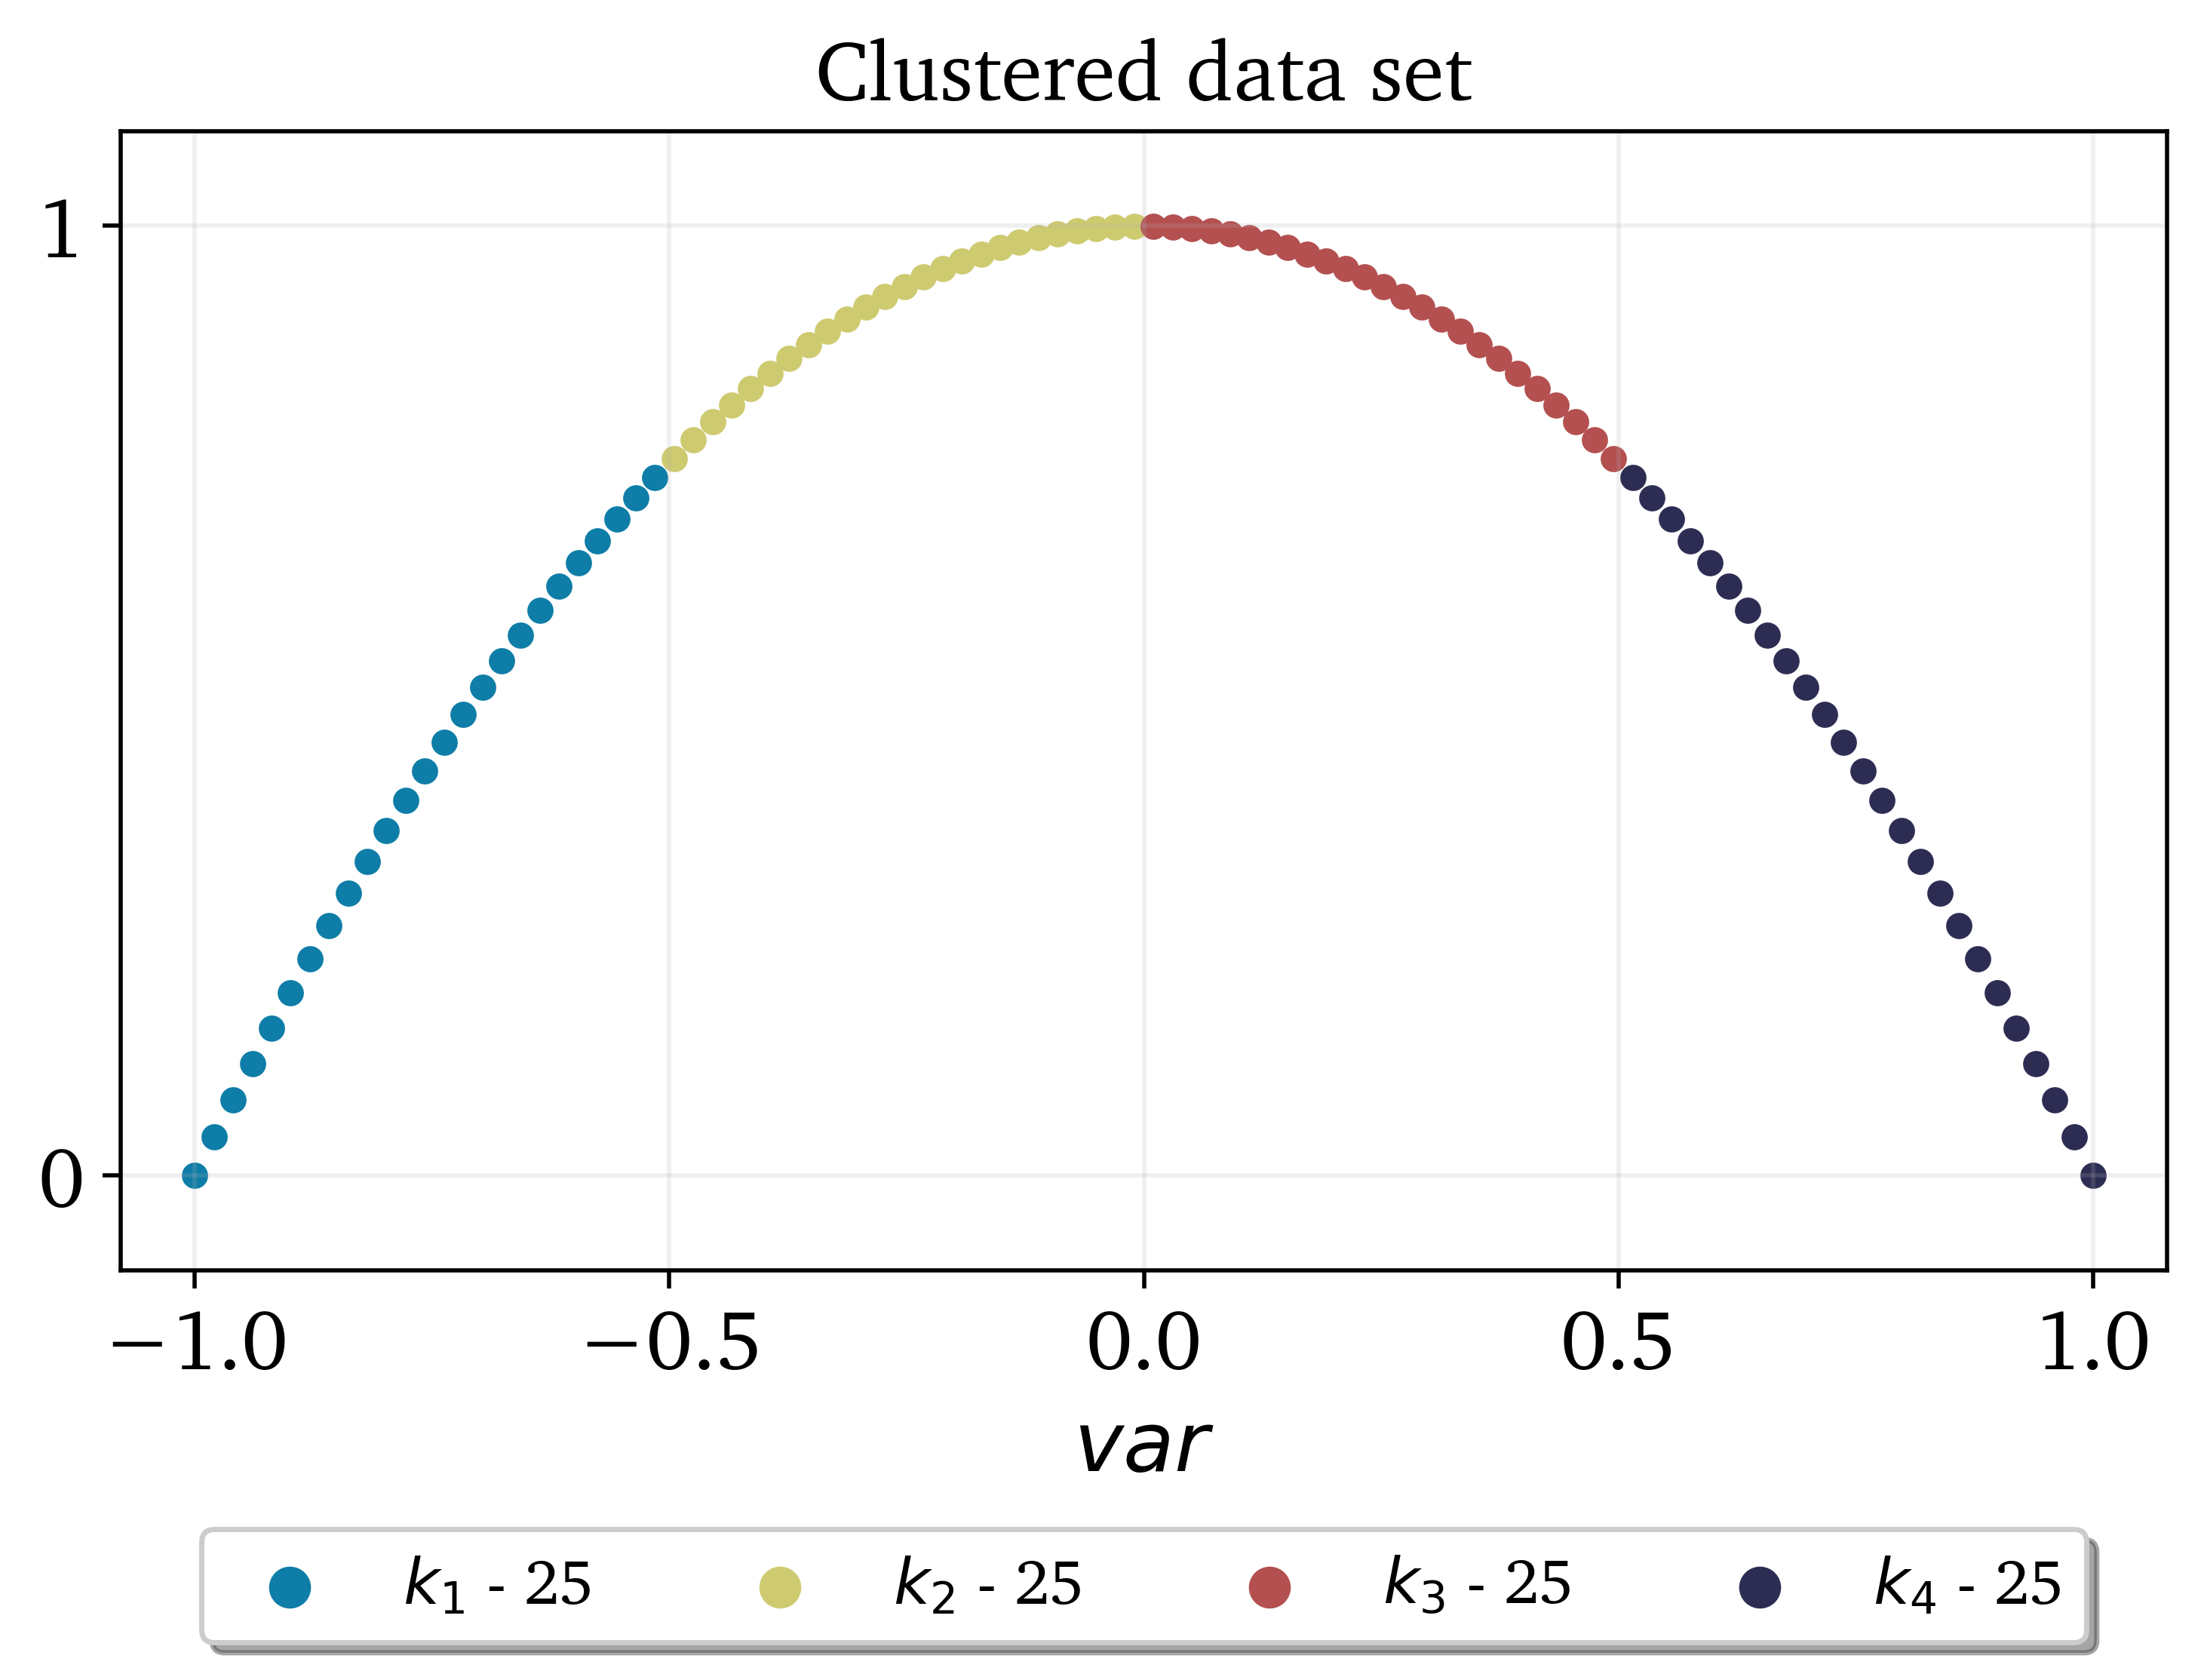 Clustered data set
1
0
−1.0 −0.5 0.0 0.5 1.0
var
k₁ - 25 k₂ - 25 k₃ - 25 k₄ - 25